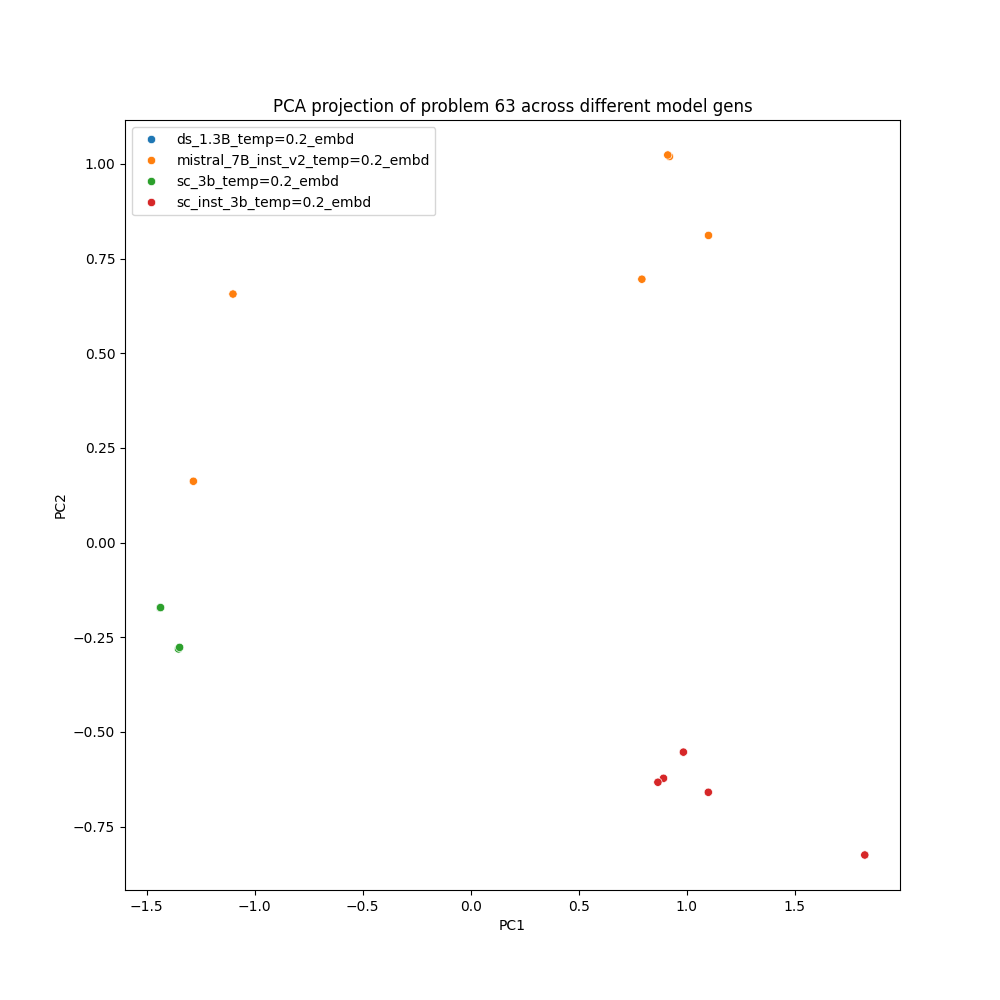 PCA projection of problem 63 across different model gens
ds_1.3B_temp=0.2_embd
mistral_7B_inst_v2_temp=0.2_embd
sc_3b_temp=0.2_embd
sc_inst_3b_temp=0.2_embd
1.00
0.75
0.50
0.25
0.00
−0.25
−0.50
−0.75
PC2
−1.5 −1.0 −0.5 0.0 0.5 1.0 1.5
PC1